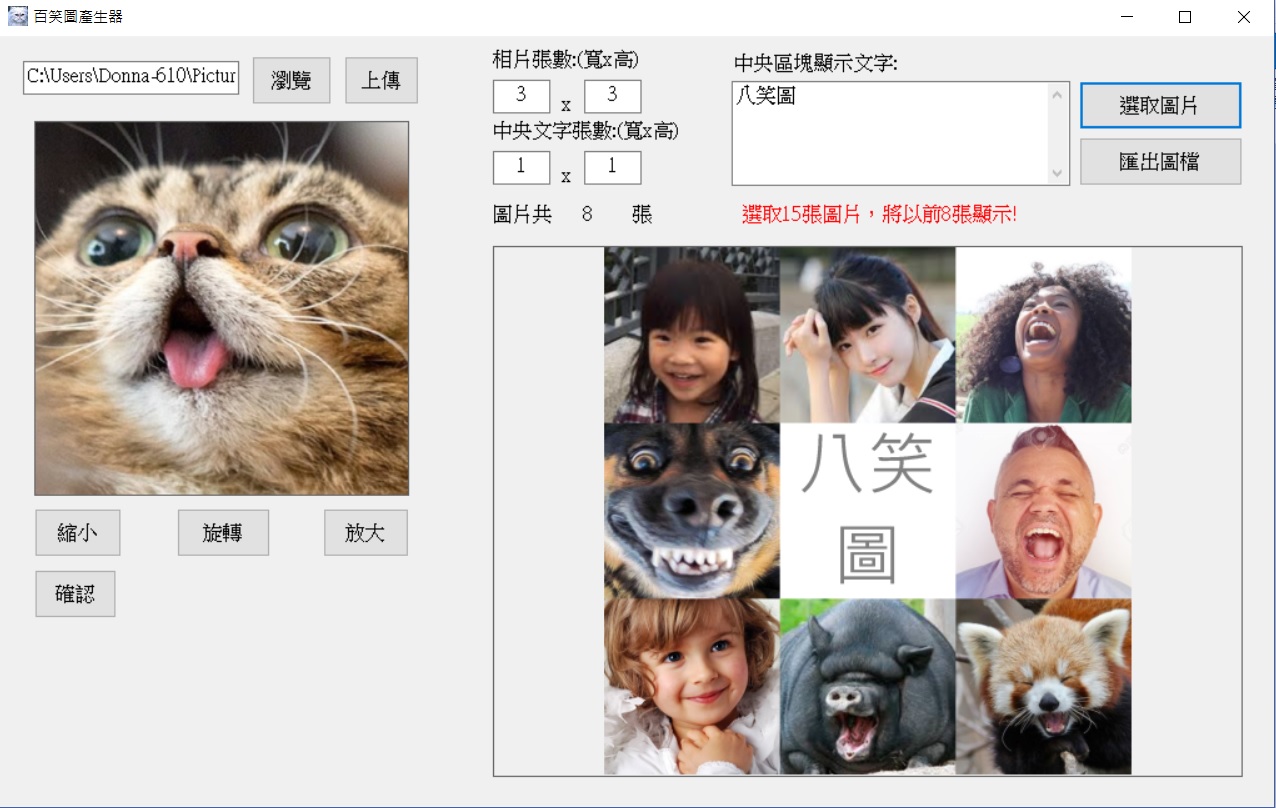 百笑圖產生器
C:\Users\Donna-610\Pictur
瀏覽
上傳
縮小
旋轉
放大
確認
相片張數:(寬x高)
3 x 3
中央文字張數:(寬x高)
1 x 1
圖片共 8 張
中央區塊顯示文字:
八笑圖
選取圖片
匯出圖檔
選取15張圖片，將以前8張顯示!
八笑
圖